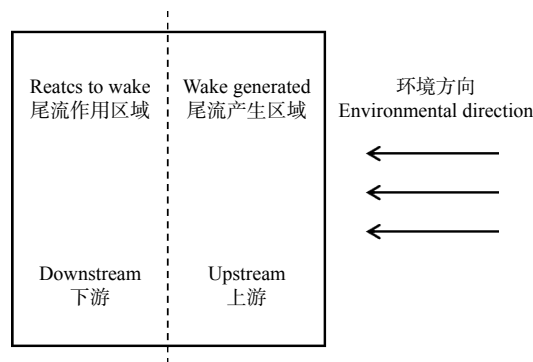 Reatcs to wake
尾流作用区域
Wake generated
尾流产生区域
环境方向
Environmental direction
Downstream
下游
Upstream
上游